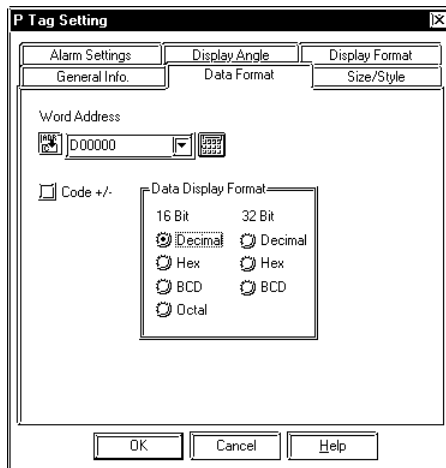 P Tag Setting
Alarm Settings Display Angle Display Format
General Info. Data Format Size/Style
Word Address
D00000
Code +/-
Data Display Format
16 Bit 32 Bit
Decimal Decimal
Hex Hex
BCD BCD
Octal
OK Cancel Help